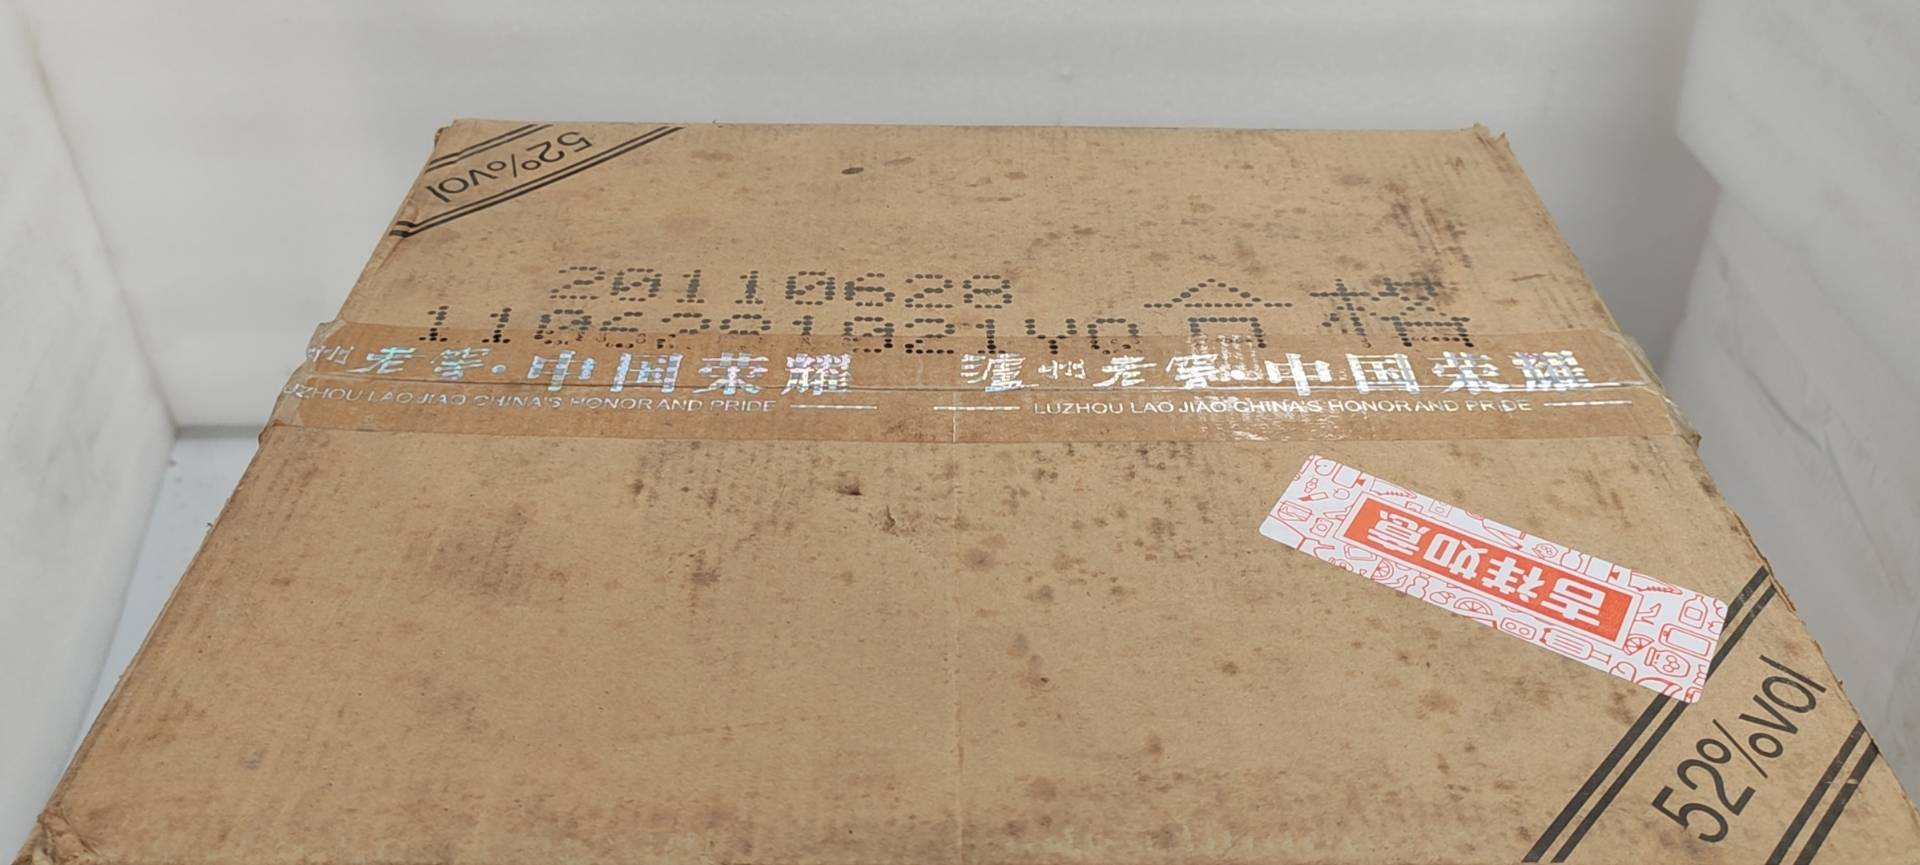 52%vol
20110628
合格
州老窖·中国荣耀 泸州老窖·中国荣耀
UZHOU LAO JIAO CHINA'S HONOR AND PRIDE LUZHOU LAO JIAO CHINA'S HONOR AND PRIDE
吉祥如意
52%vol